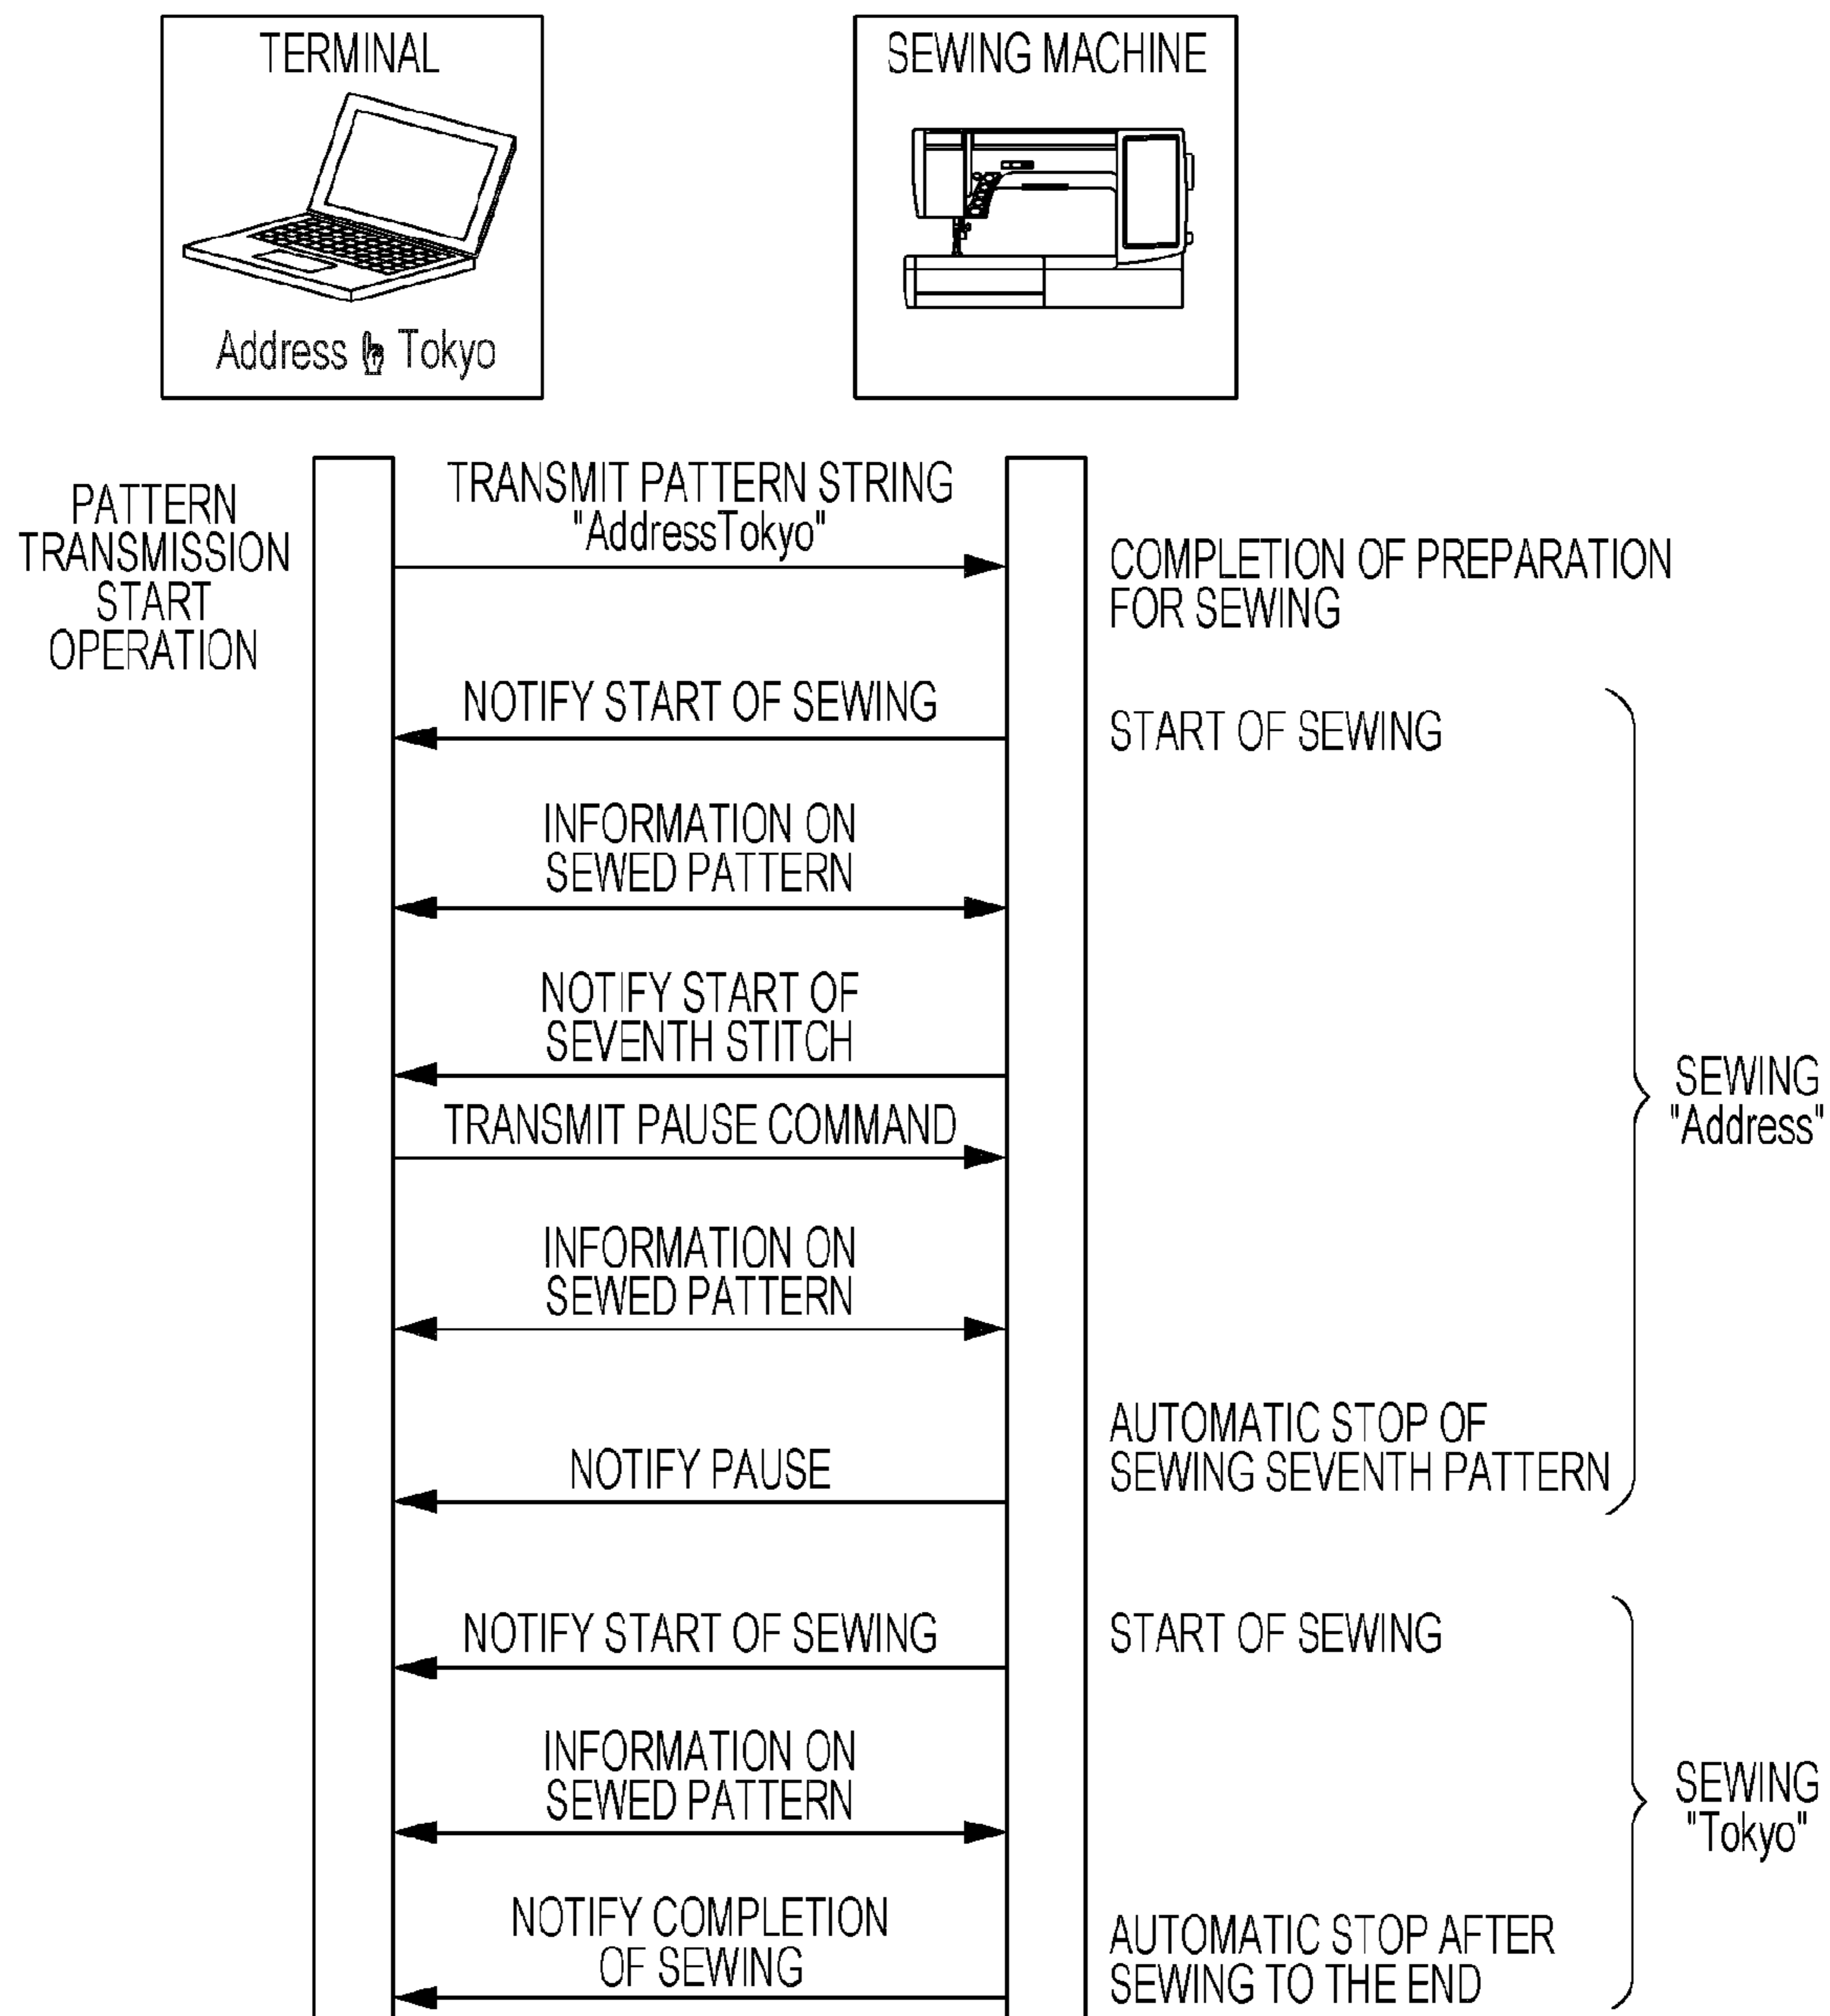 TERMINAL
Address Tokyo
SEWING MACHINE
PATTERN
TRANSMISSION
START
OPERATION
TRANSMIT PATTERN STRING
"AddressTokyo"
COMPLETION OF PREPARATION
FOR SEWING
NOTIFY START OF SEWING
START OF SEWING
INFORMATION ON
SEWED PATTERN
NOTIFY START OF
SEVENTH STITCH
TRANSMIT PAUSE COMMAND
SEWING
"Address"
INFORMATION ON
SEWED PATTERN
NOTIFY PAUSE
AUTOMATIC STOP OF
SEWING SEVENTH PATTERN
NOTIFY START OF SEWING
START OF SEWING
INFORMATION ON
SEWED PATTERN
SEWING
"Tokyo"
NOTIFY COMPLETION
OF SEWING
AUTOMATIC STOP AFTER
SEWING TO THE END